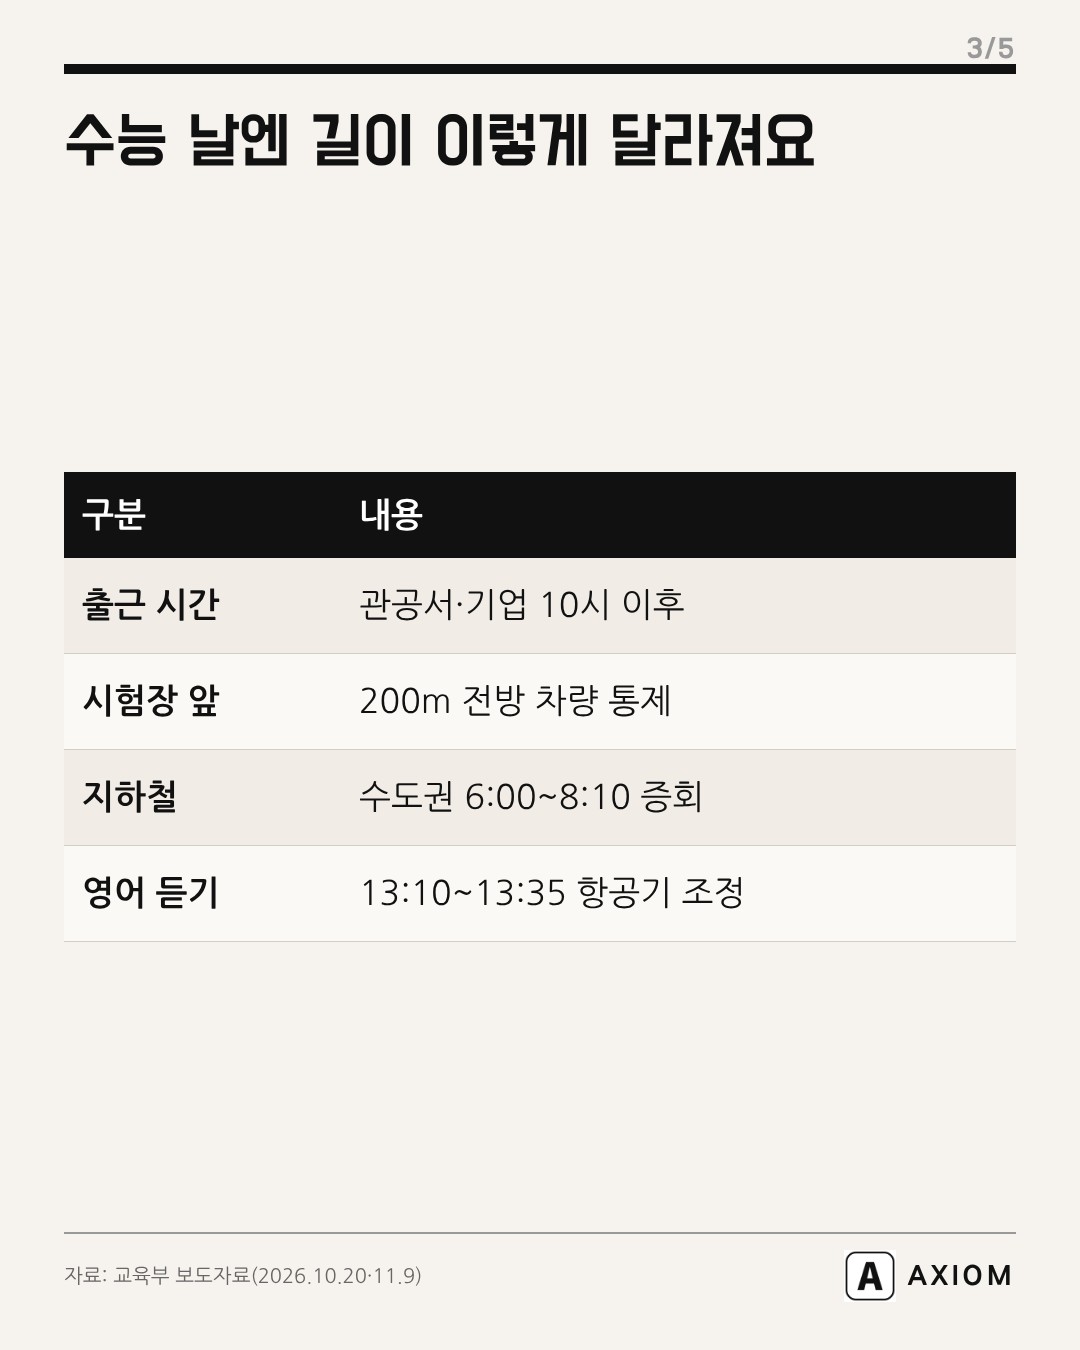 3/5
수능 날엔 길이 이렇게 달라져요
구분 내용
출근 시간 관공서·기업 10시 이후
시험장 앞 200m 전방 차량 통제
지하철 수도권 6:00~8:10 증회
영어 듣기 13:10~13:35 항공기 조정
자료: 교육부 보도자료(2026.10.20·11.9)
A AXIOM